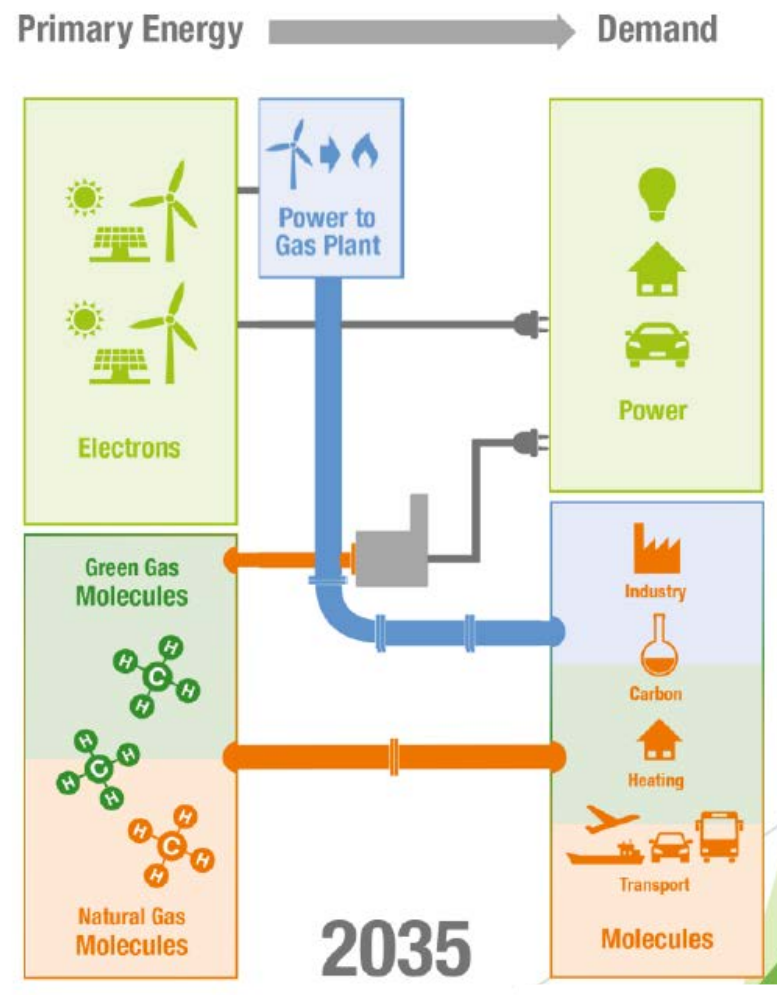 Primary Energy
Demand
Power to
Gas Plant
Electrons
Power
Green Gas
Molecules
H
H
C
H
H
H
H
C
H
H
H
H
C
H
H
Natural Gas
Molecules
Industry
Carbon
Heating
Transport
Molecules
2035